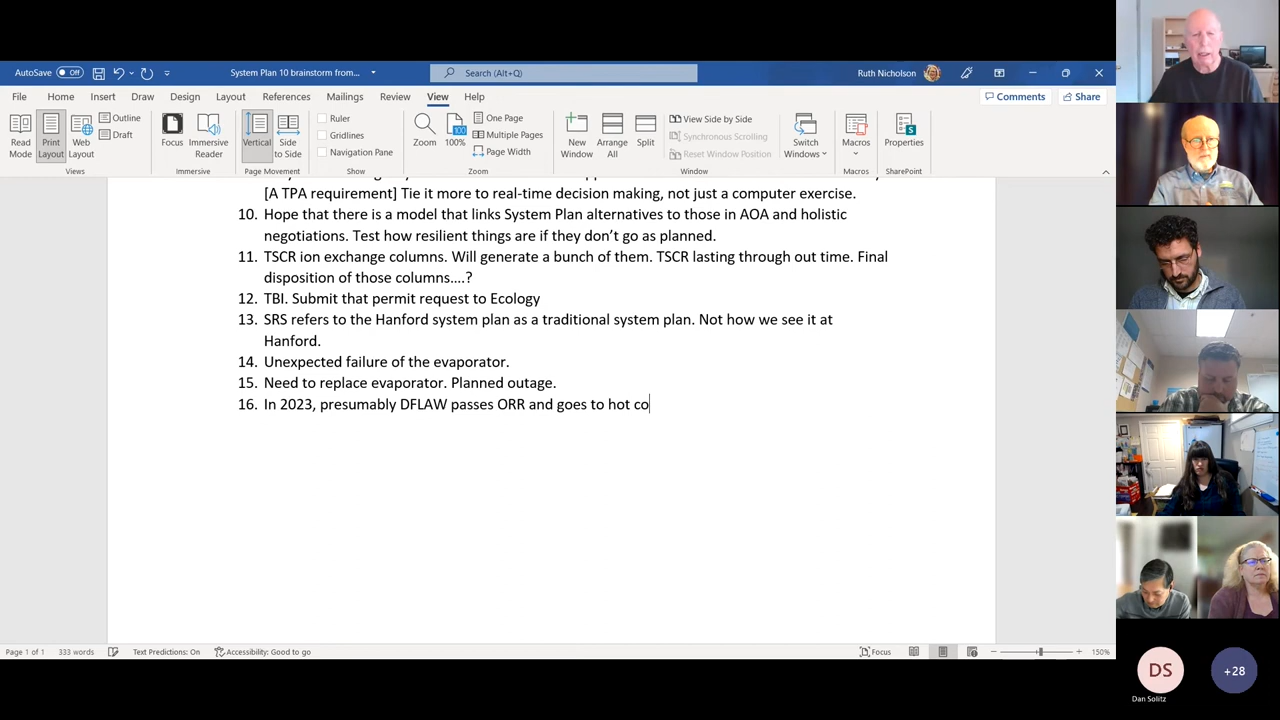 AutoSave Off
System Plan 10 brainstorm from...
Search (Alt+Q)
Ruth Nicholson
File Home Insert Draw Design Layout References Mailings Review View Help
Comments Share
Read Mode
Print Layout
Web Layout
Outline
Draft
Views
Focus
Immersive Reader
Immersive
Vertical
Side to Side
Page Movement
Ruler
Gridlines
Navigation Pane
Show
Zoom
100
100%
One Page
Multiple Pages
Page Width
Zoom
New Window
Arrange All
Split
View Side by Side
Synchronous Scrolling
Reset Window Position
Switch Windows
Window
Macros
Macros
Properties
SharePoint
[A TPA requirement] Tie it more to real-time decision making, not just a computer exercise.
10. Hope that there is a model that links System Plan alternatives to those in AOA and holistic
negotiations. Test how resilient things are if they don’t go as planned.
11. TSCR ion exchange columns. Will generate a bunch of them. TSCR lasting through out time. Final
disposition of those columns....?
12. TBI. Submit that permit request to Ecology
13. SRS refers to the Hanford system plan as a traditional system plan. Not how we see it at
Hanford.
14. Unexpected failure of the evaporator.
15. Need to replace evaporator. Planned outage.
16. In 2023, presumably DFLAW passes ORR and goes to hot co
Page 1 of 1 333 words Text Predictions: On Accessibility: Good to go Focus 150%
DS
Dan Solitz
+28